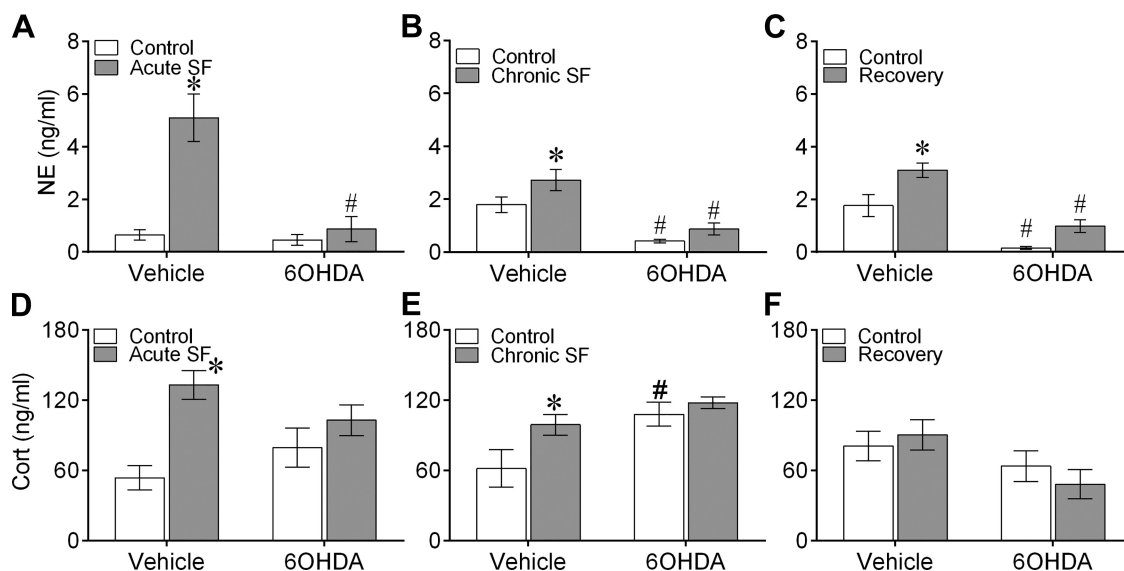 A
NE (ng/ml)
8
6
4
2
0
Control
Acute SF
*
#
Vehicle
6OHDA
B
8
6
4
2
0
Control
Chronic SF
*
#
#
Vehicle
6OHDA
C
8
6
4
2
0
Control
Recovery
*
#
#
Vehicle
6OHDA
D
Cort (ng/ml)
180
120
60
0
Control
Acute SF
*
Vehicle
6OHDA
E
180
120
60
0
Control
Chronic SF
*
#
Vehicle
6OHDA
F
180
120
60
0
Control
Recovery
Vehicle
6OHDA